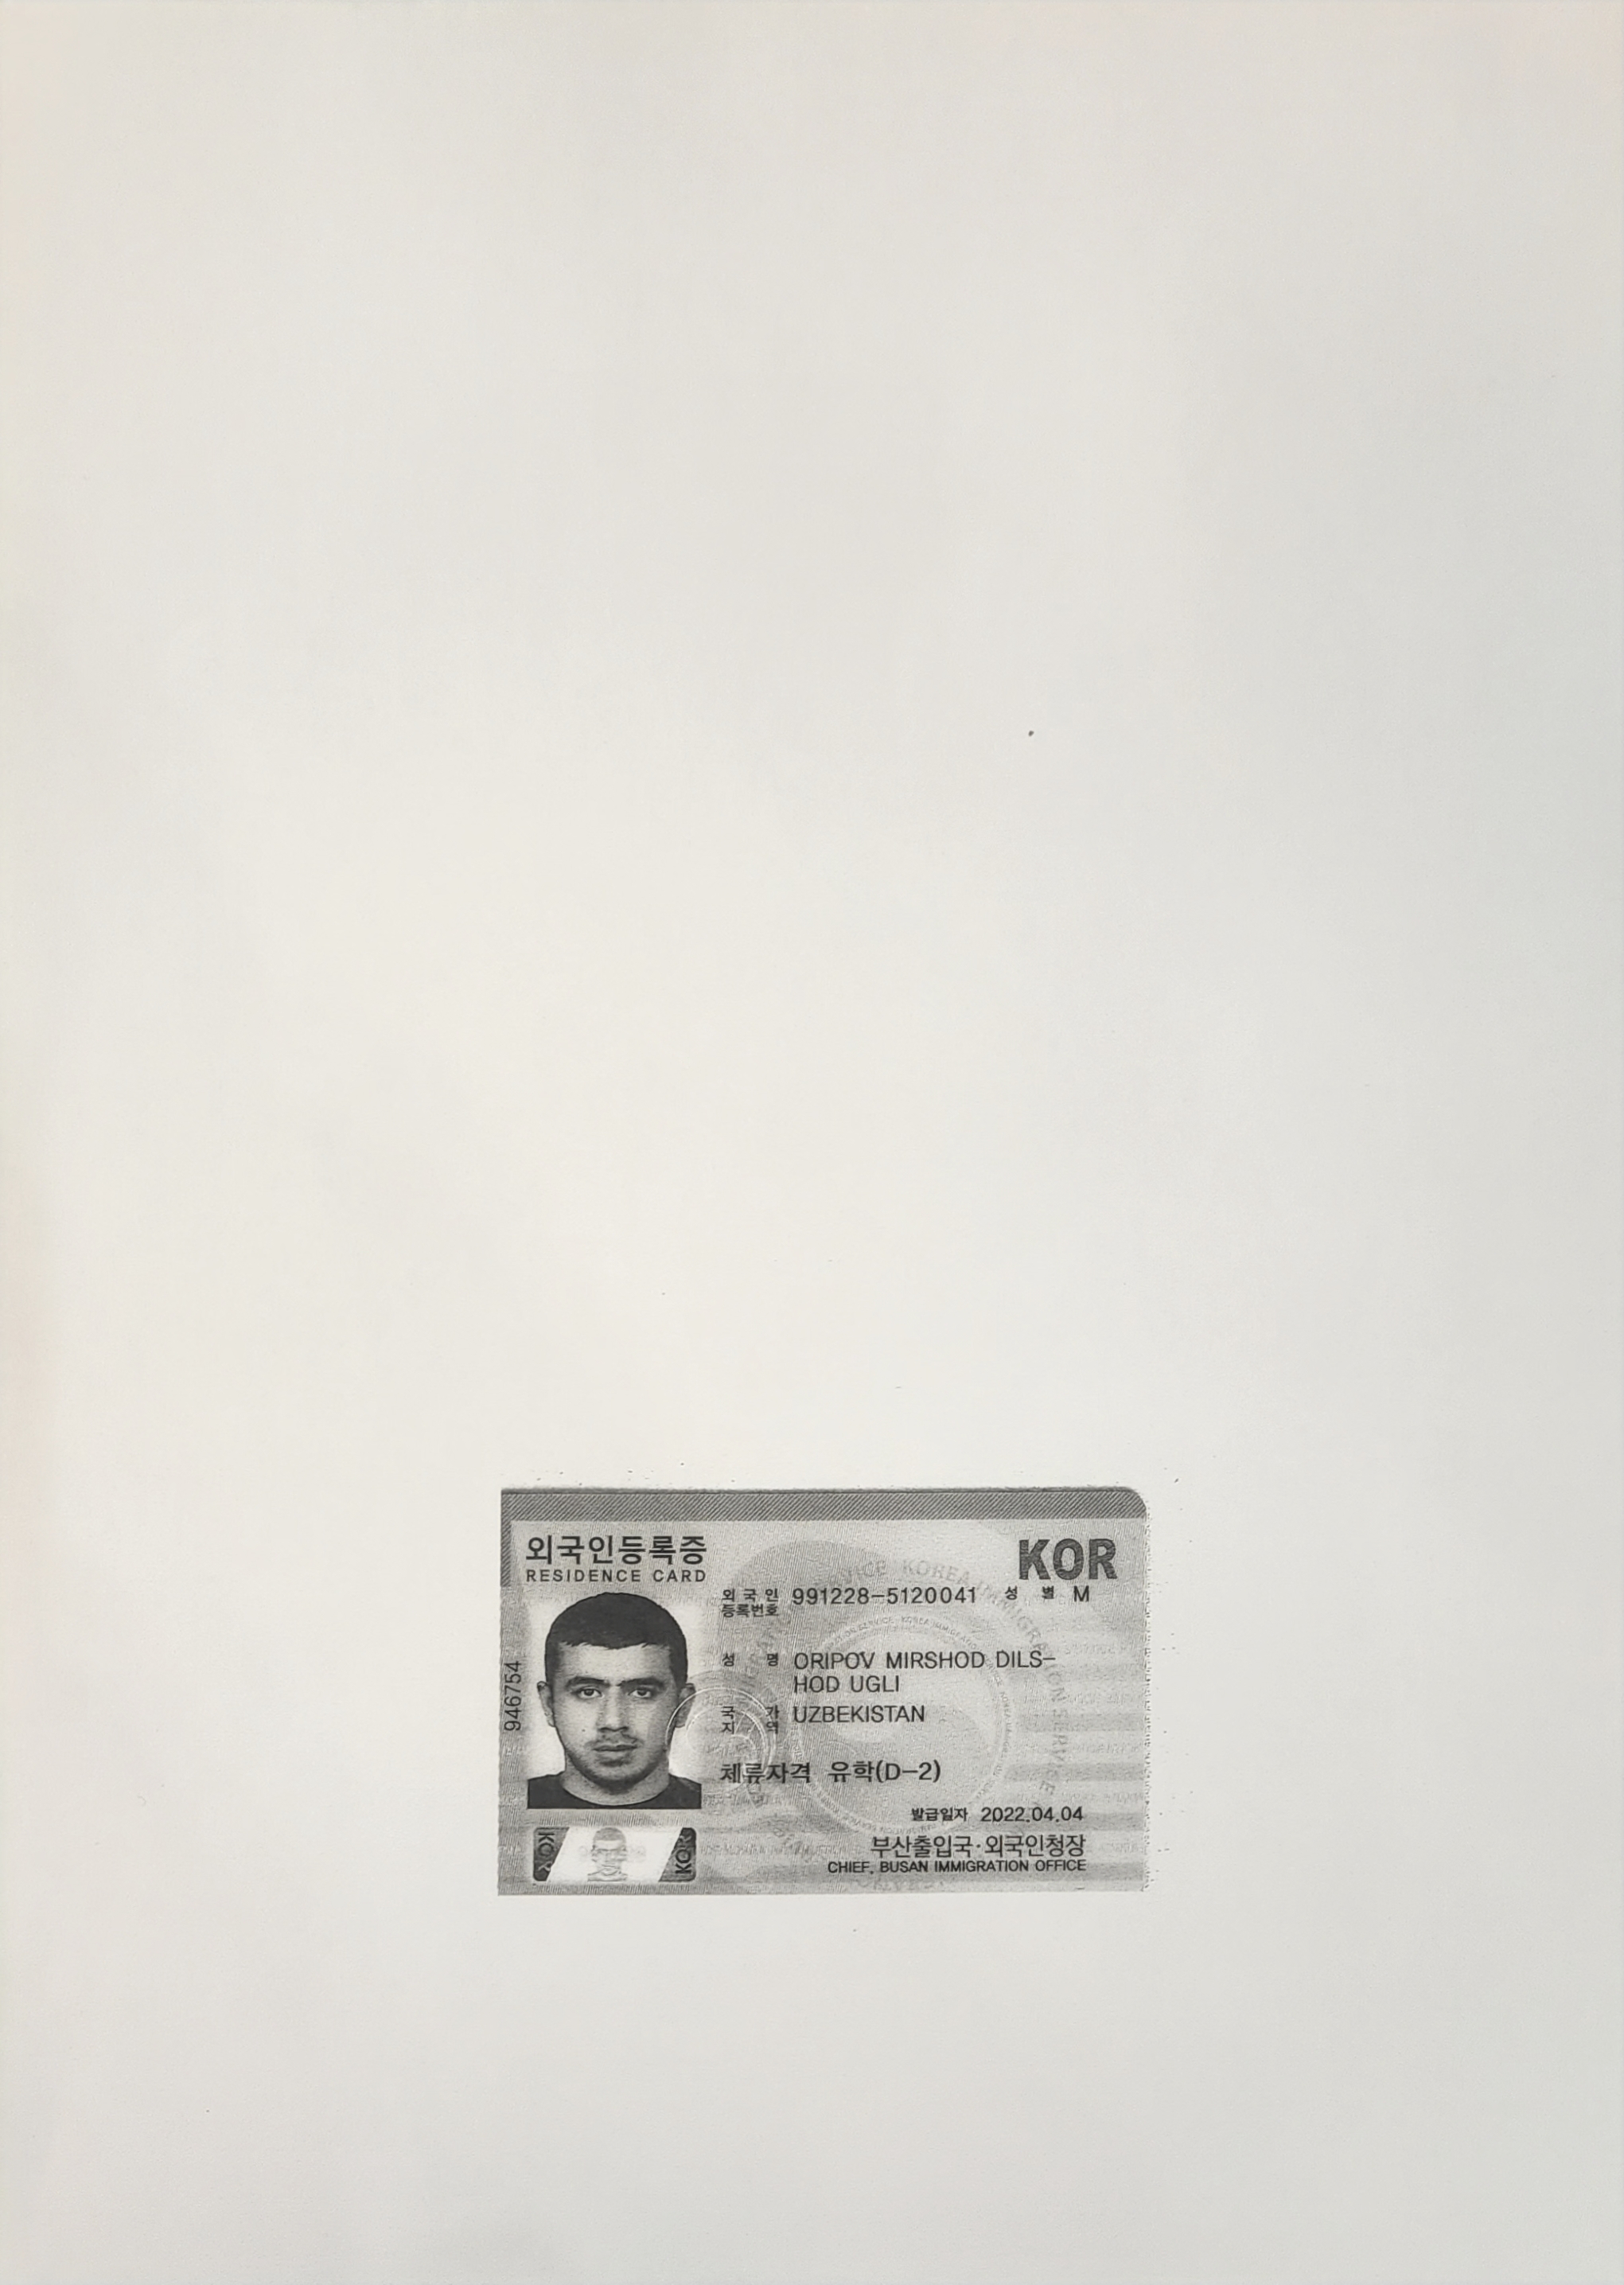 외국인등록증
RESIDENCE CARD
KOR
외국인등록번호 991228-5120041 성별 M
성명 ORIPOV MIRSHOD DILS-
HOD UGLI
국가지역 UZBEKISTAN
체류자격 유학(D-2)
발급일자 2022.04.04
부산출입국·외국인청장
CHIEF, BUSAN IMMIGRATION OFFICE
946754
KOR
KOR